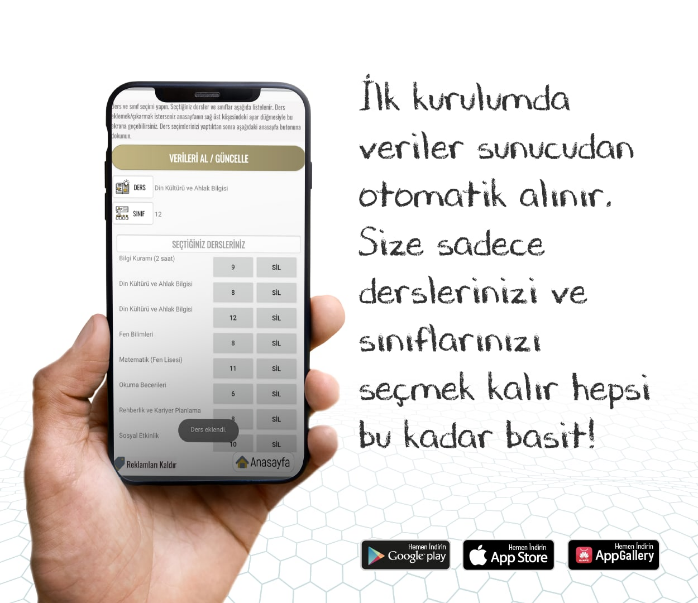 ders ve sınıf seçimi yapın. Seçtiğiniz dersler ve sınıflar aşağıda listelenir. Ders
eklemek/çıkarmak isterseniz anasayfanın sağ üst köşesindeki ayar düğmesiyle bu
ekrana geçebilirsiniz. Ders seçimlerinizi yaptıktan sonra aşağıdaki anasayfa butonuna
VERİLERİ AL / GÜNCELLE
DERS Din Kültürü ve Ahlak Bilgisi
SINIF 12
SEÇTİĞİNİZ DERSLERİNİZ
Bilgi Kuramı (2 saat) 9 SİL
Din Kültürü ve Ahlak Bilgisi 8 SİL
Din Kültürü ve Ahlak Bilgisi 12 SİL
Fen Bilimleri 8 SİL
Matematik (Fen Lisesi) 11 SİL
Okuma Becerileri 5 SİL
Rehberlik ve Kariyer Planlama SİL
Ders eklendi
Sosyal Etkinlik 10 SİL
Reklamları Kaldır Anasayfa
İlk kurulumda
veriler sunucudan
otomatik alınır.
Size sadece
derslerinizi ve
sınıflarınızı
seçmek kalır hepsi
bu kadar basit!
Hemen İndirin
Google play
Hemen İndirin
App Store
Hemen İndirin
AppGallery